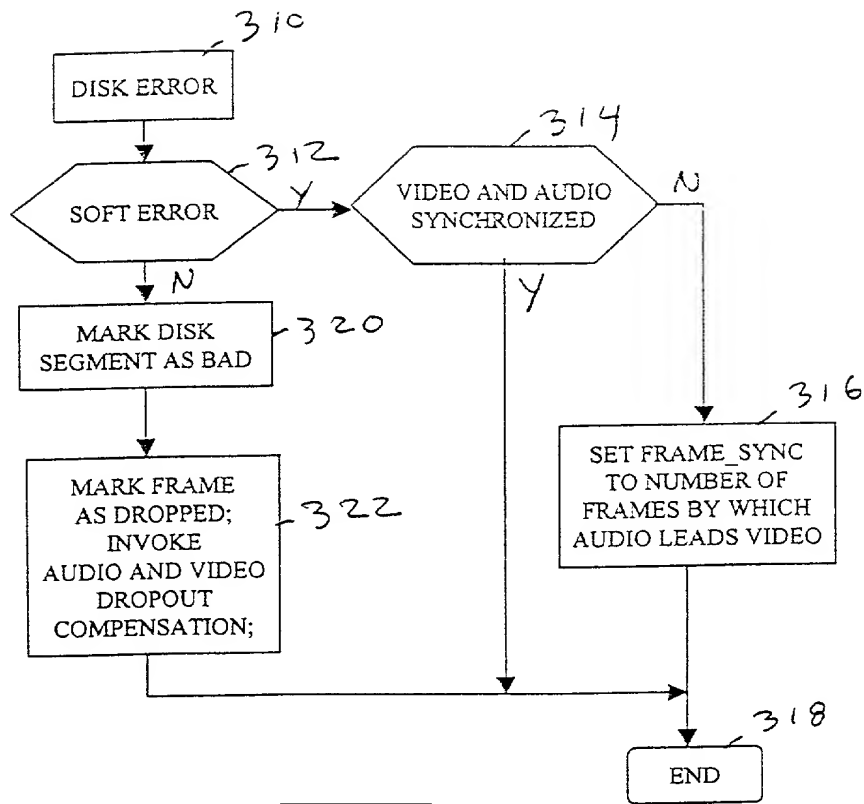 310
DISK ERROR
312
SOFT ERROR
Y
314
VIDEO AND AUDIO
SYNCHRONIZED
N
N
Y
MARK DISK
SEGMENT AS BAD
320
316
SET FRAME_SYNC
TO NUMBER OF
FRAMES BY WHICH
AUDIO LEADS VIDEO
MARK FRAME
AS DROPPED;
INVOKE
AUDIO AND VIDEO
DROPOUT
COMPENSATION;
322
318
END